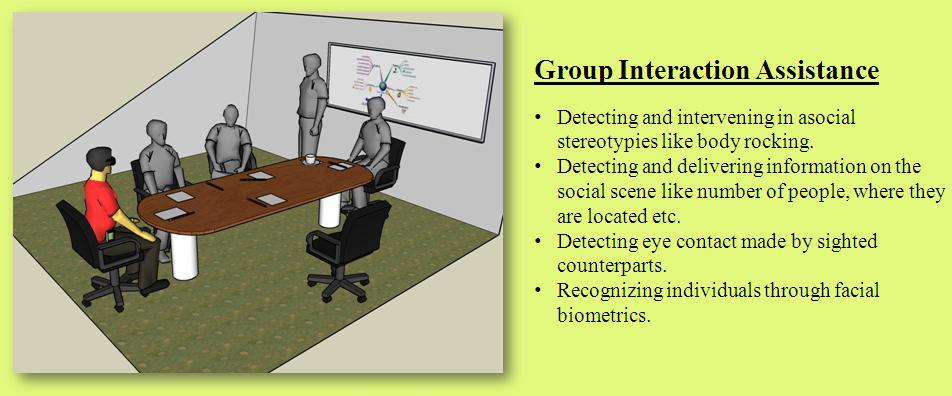 Group Interaction Assistance
• Detecting and intervening in asocial
stereotypies like body rocking.
• Detecting and delivering information on the
social scene like number of people, where they
are located etc.
• Detecting eye contact made by sighted
counterparts.
• Recognizing individuals through facial
biometrics.